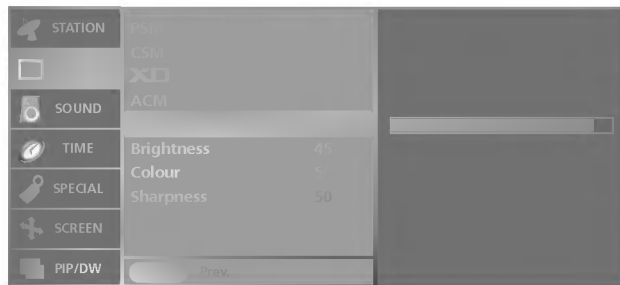 STATION
PSM
CSM
XD
SOUND
ACM
TIME
Brightness 45
Colour
SPECIAL
Sharpness 50
SCREEN
PIP/DW
Prev.